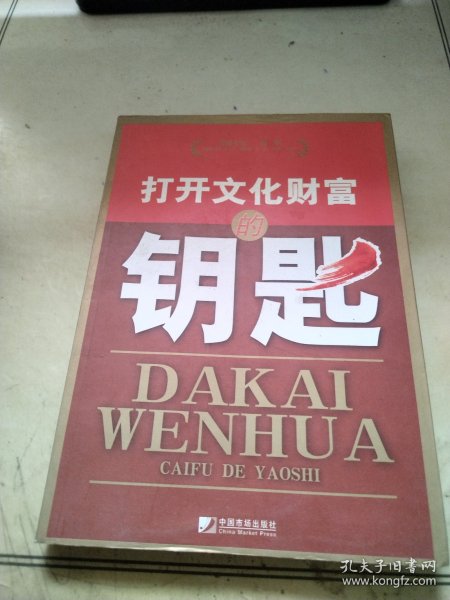 打开文化财富
的
钥匙
DAKAI
WENHUA
CAIFU DE YAOSHI
中国市场出版社
China Market Press
孔夫子旧书网
www.kongfz.com